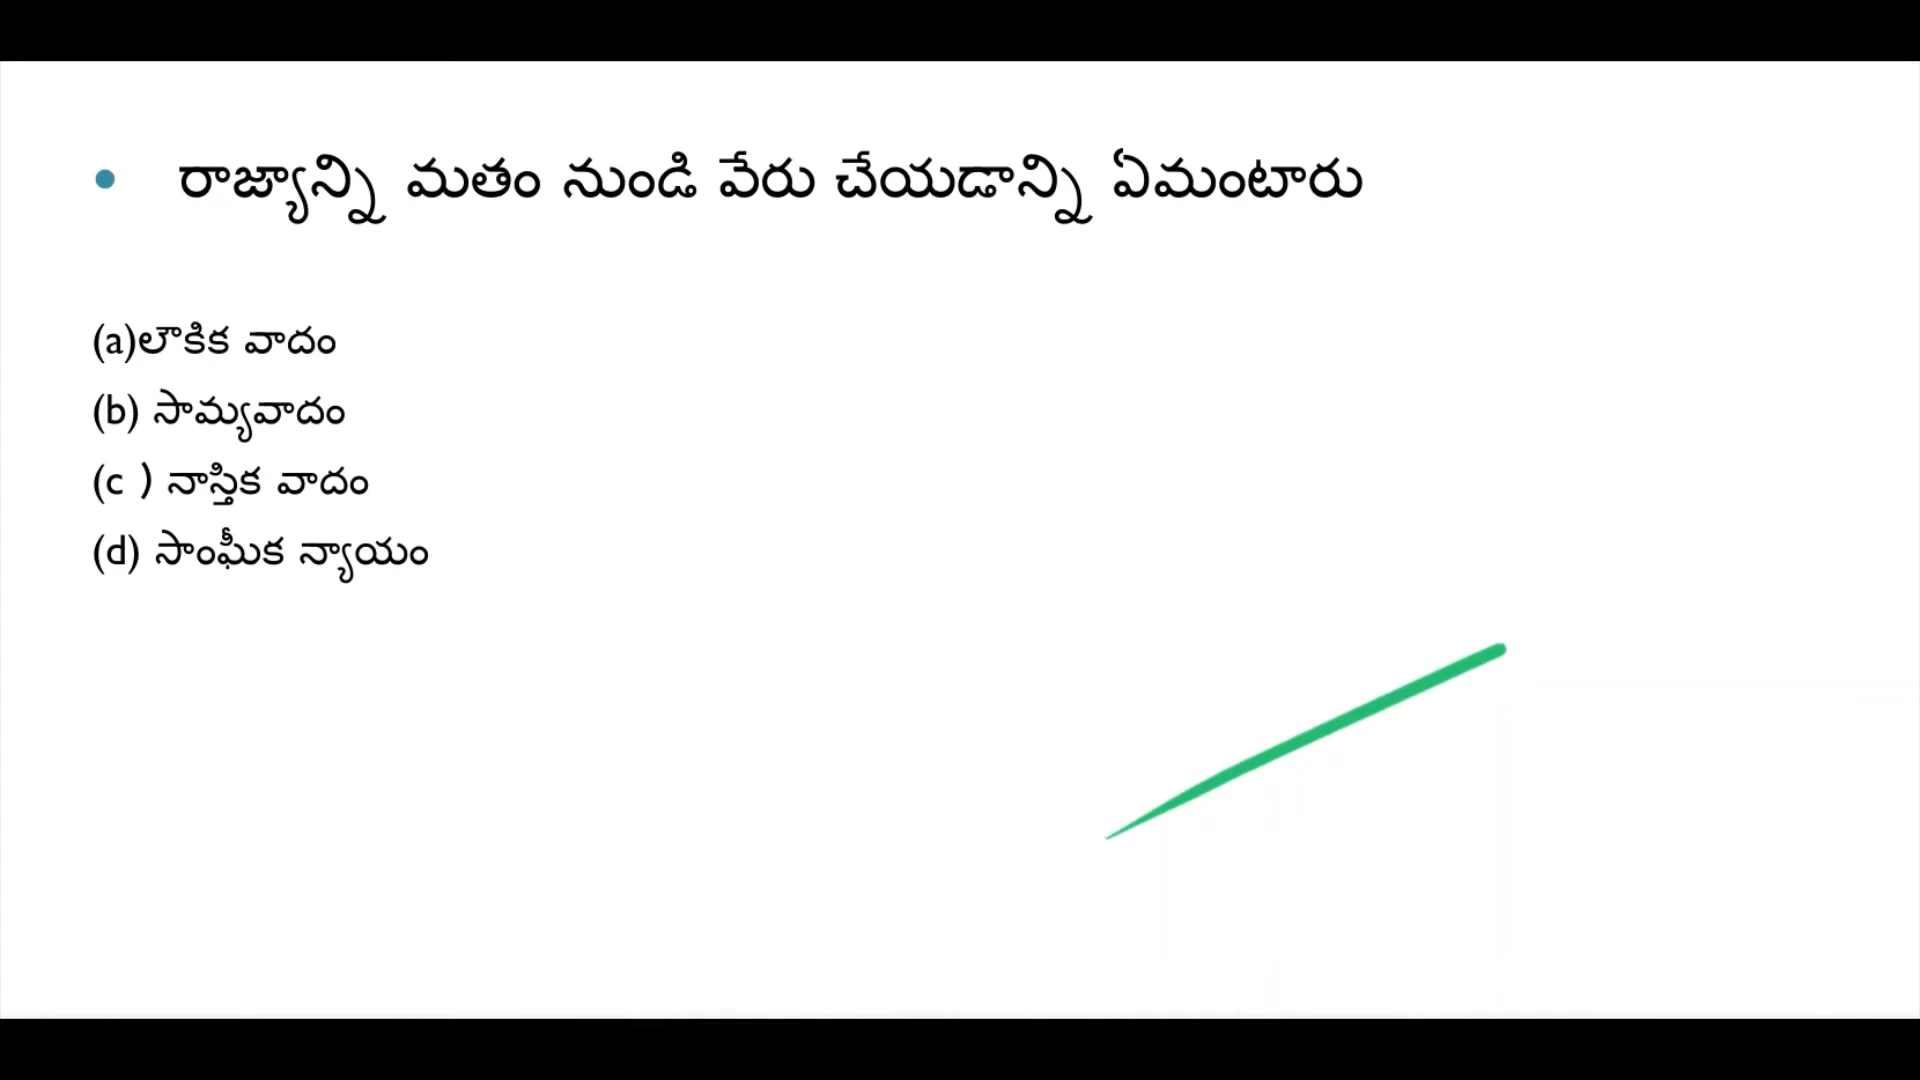 • రాజ్యాన్ని మతం నుండి వేరు చేయడాన్ని ఏమంటారు
(a)లౌకిక వాదం
(b) సామ్యవాదం
(c ) నాస్తిక వాదం
(d) సాంఘీక న్యాయం